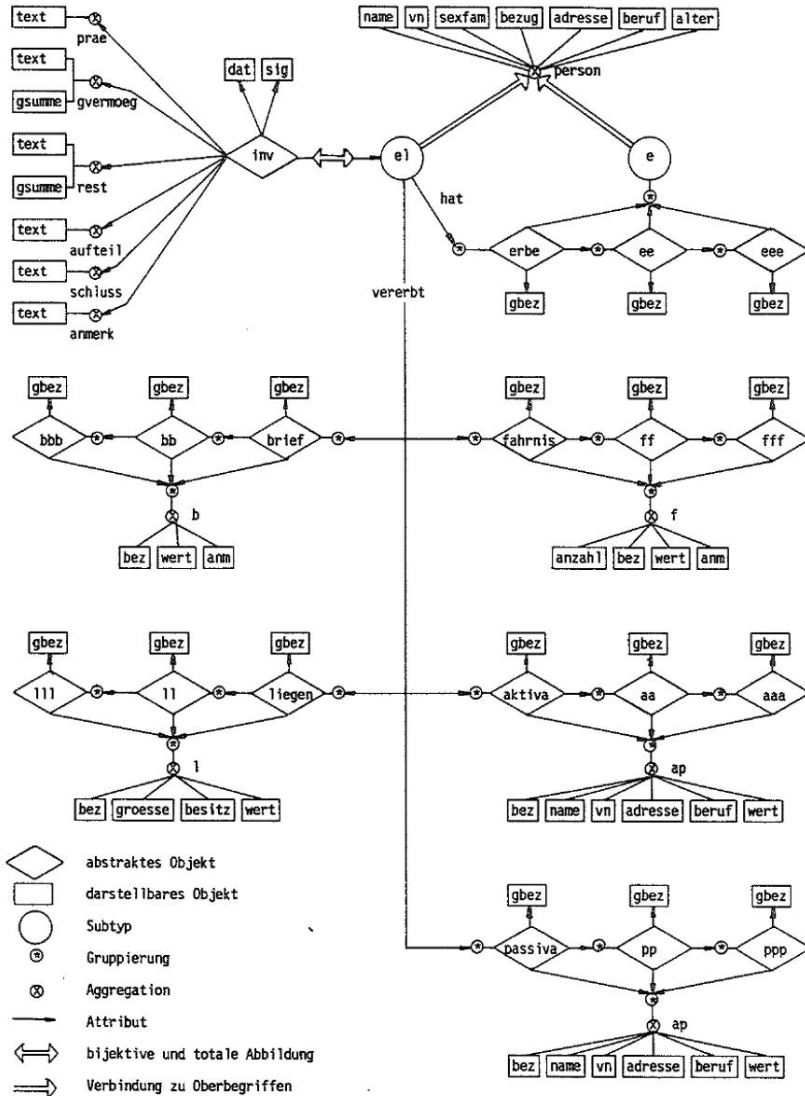 text
prae
name vn sexfam bezug adresse beruf alter
text
gsumme
gvermoeg
dat sig
person
text
gsumme
rest
inv
el
e
hat
text
aufteil
erbe ee eee
text
schluss
gbez gbez gbez
text
anmerk
vererbt
gbez gbez gbez
gbez gbez gbez
bbb bb brief
fahrnis ff fff
b
f
bez wert anm
anzahl bez wert anm
gbez gbez gbez
gbez gbez gbez
lll ll liegen
aktiva aa aaa
l
ap
bez groesse besitz wert
bez name vn adresse beruf wert
abstraktes Objekt
darstellbares Objekt
Subtyp
Gruppierung
Aggregation
Attribut
bijektive und totale Abbildung
Verbindung zu Oberbegriffen
gbez gbez gbez
passiva pp ppp
ap
bez name vn adresse beruf wert